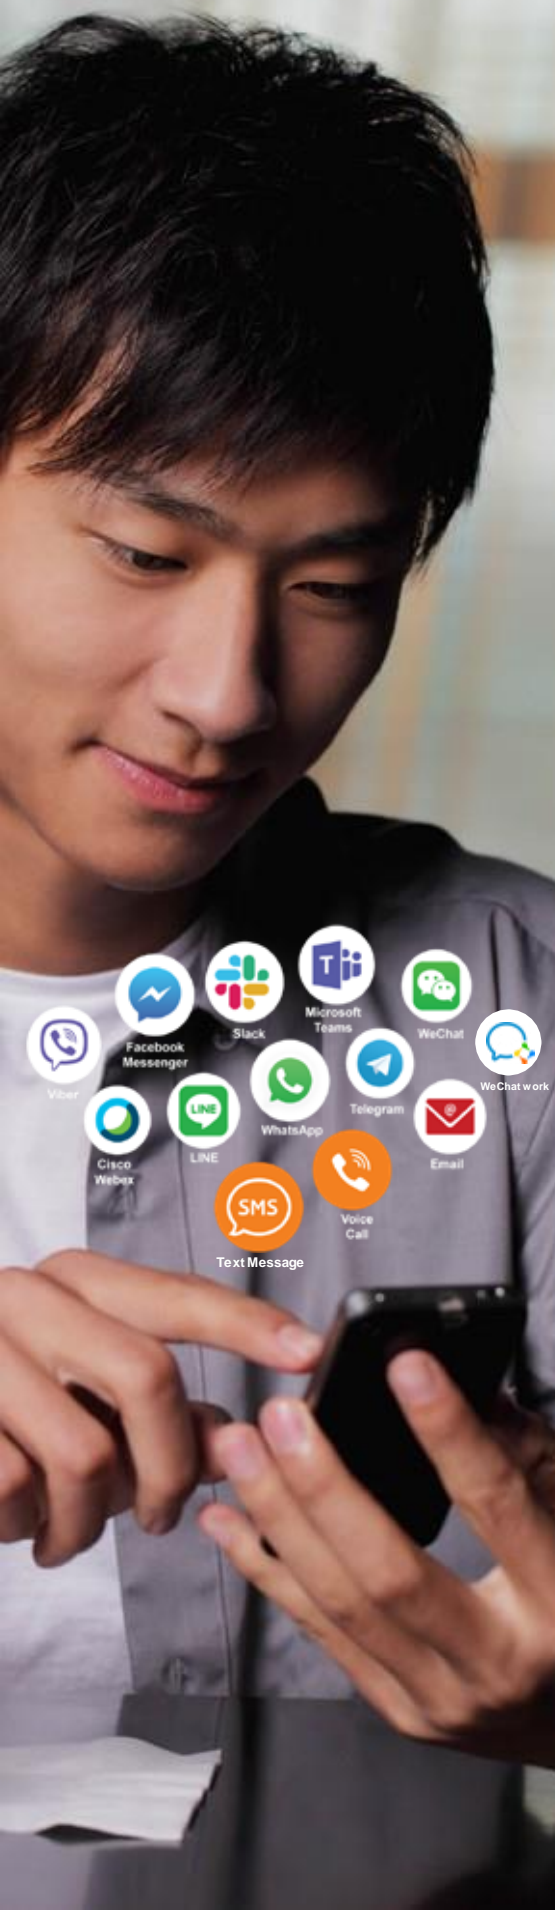 Microsoft
Teams
Slack
WeChat
Facebook
Messenger
WeChat work
Viber
Telegram
WhatsApp
LINE
LINE
Email
Cisco
Webex
SMS
Voice
Call
Text Message